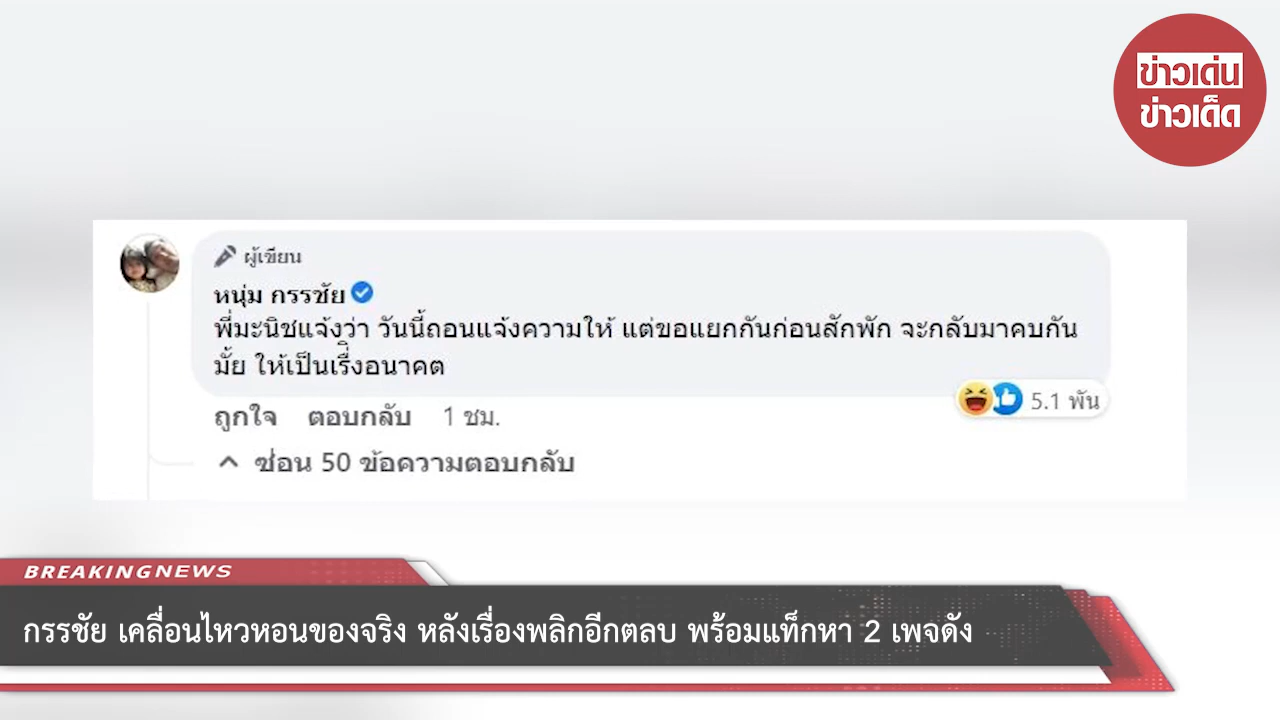 ข่าวเด่น
ข่าวเด็ด
ผู้เขียน
หนุ่ม กรรชัย
พี่มะนิชแจ้งว่า วันนี้ถอนแจ้งความให้ แต่ขอแยกกันก่อนสักพัก จะกลับมาคบกัน
มั้ย ให้เป็นเรื่ิองอนาคต
5.1 พัน
ถูกใจ ตอบกลับ 1 ชม.
ซ่อน 50 ข้อความตอบกลับ
BREAKINGNEWS
กรรชัย เคลื่อนไหวหอนของจริง หลังเรื่องพลิกอีกตลบ พร้อมแท็กหา 2 เพจดัง